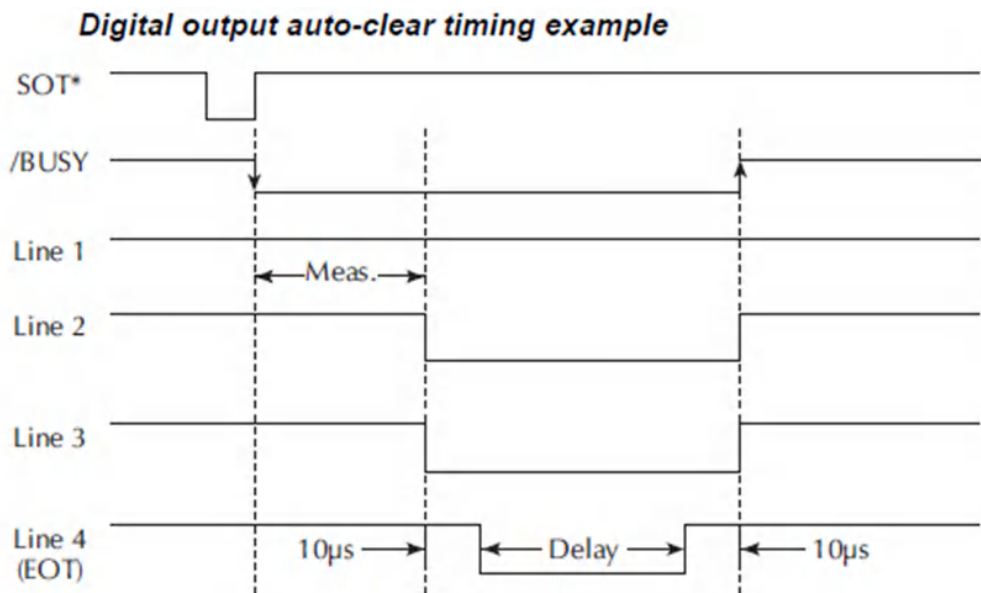 Digital output auto-clear timing example
SOT*
/BUSY
Line 1
Meas.
Line 2
Line 3
Line 4
(EOT)
10µs
Delay
10µs